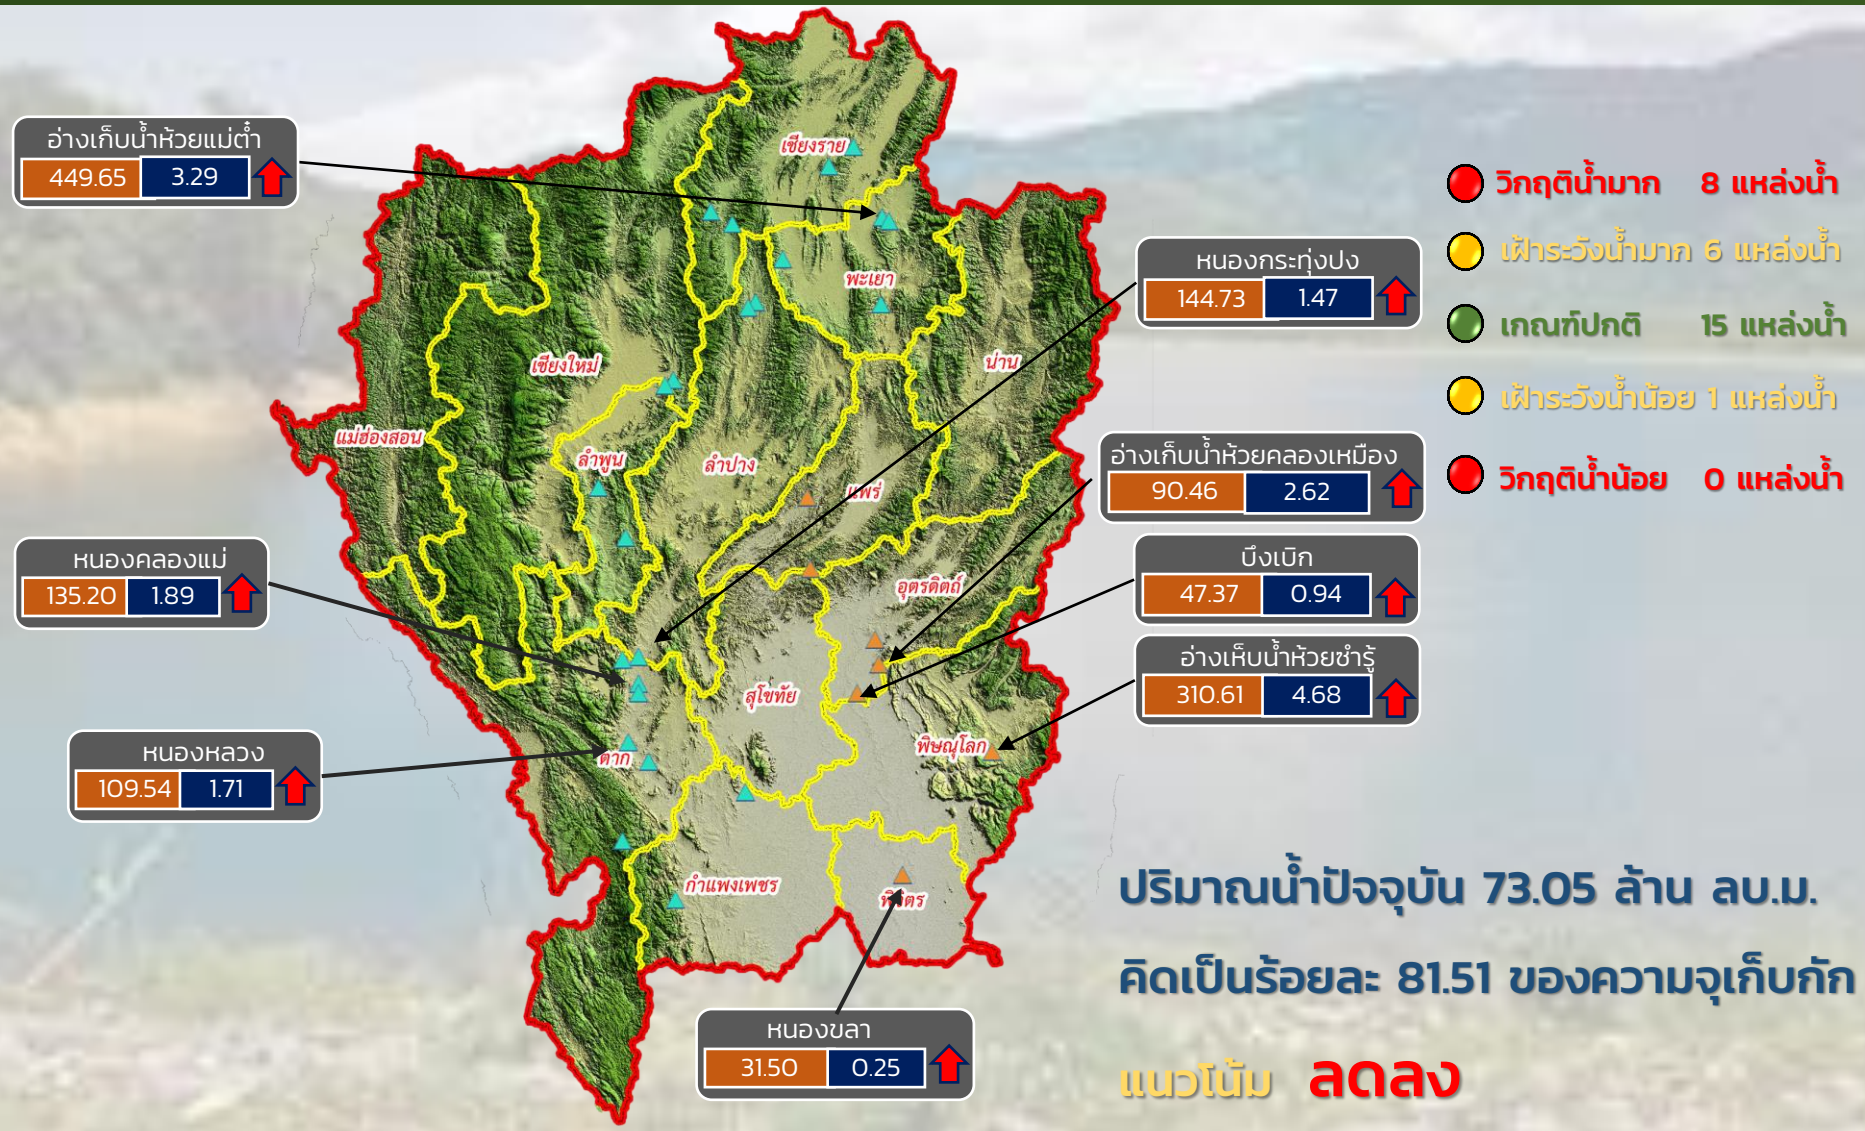 อ่างเก็บน้ำห้วยแม่ต๋ำ
449.65 3.29
หนองคลองแม่
135.20 1.89
หนองหลวง
109.54 1.71
เชียงราย
พะเยา
น่าน
เชียงใหม่
แม่ฮ่องสอน
ลำพูน
ลำปาง
แพร่
อุตรดิตถ์
สุโขทัย
ตาก
พิษณุโลก
กำแพงเพชร
พิจิตร
หนองขลา
31.50 0.25
หนองกระทุ่งปง
144.73 1.47
อ่างเก็บน้ำห้วยคลองเหมือง
90.46 2.62
บึงเบิก
47.37 0.94
อ่างเห็บน้ำห้วยซำรู้
310.61 4.68
วิกฤติน้ำมาก 8 แหล่งน้ำ
เฝ้าระวังน้ำมาก 6 แหล่งน้ำ
เกณฑ์ปกติ 15 แหล่งน้ำ
เฝ้าระวังน้ำน้อย 1 แหล่งน้ำ
วิกฤติน้ำน้อย 0 แหล่งน้ำ
ปริมาณน้ำปัจจุบัน 73.05 ล้าน ลบ.ม.
คิดเป็นร้อยละ 81.51 ของความจุเก็บกัก
แนวโน้ม ลดลง